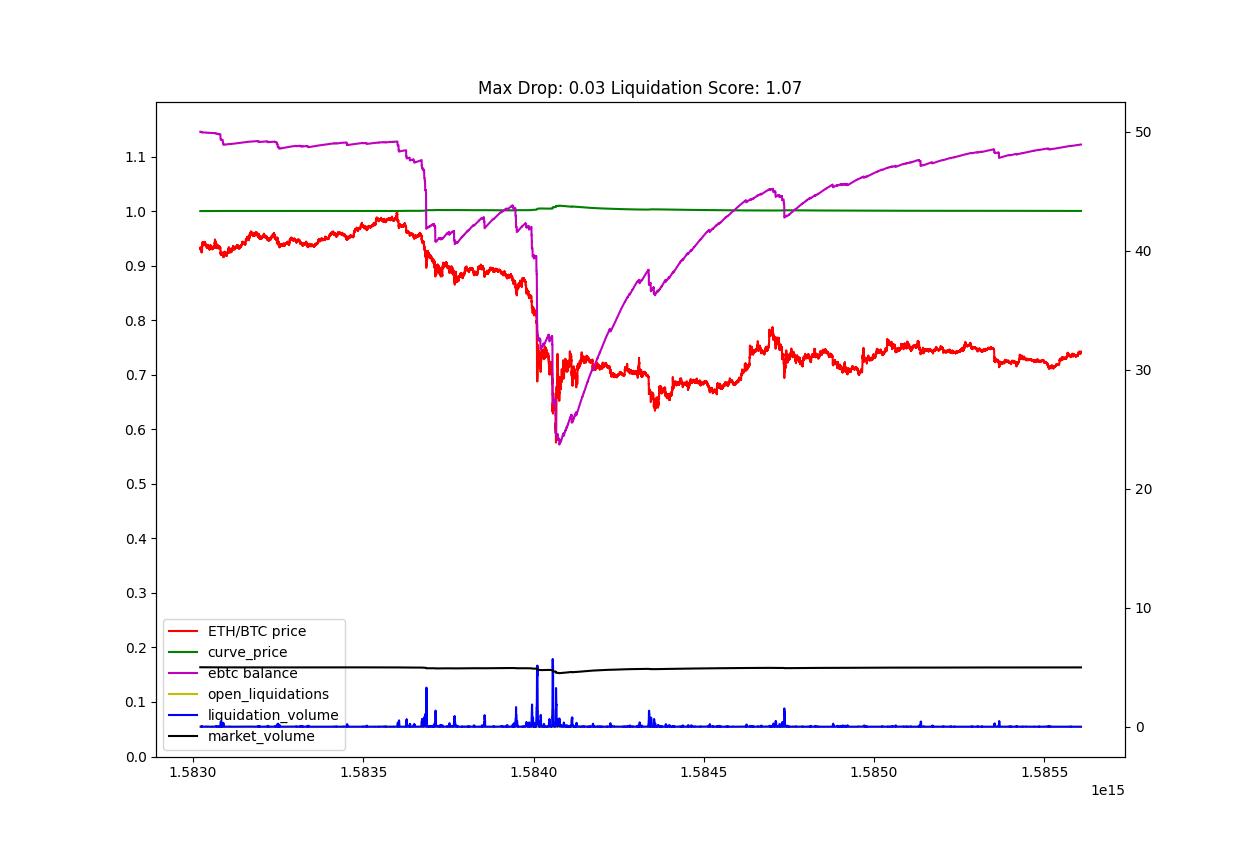 Max Drop: 0.03 Liquidation Score: 1.07
1.1
1.0
0.9
0.8
0.7
0.6
0.5
0.4
0.3
0.2
0.1
0.0
50
40
30
20
10
0
ETH/BTC price
curve_price
ebtc balance
open_liquidations
liquidation_volume
market_volume
1.5830 1.5835 1.5840 1.5845 1.5850 1.5855
1e15